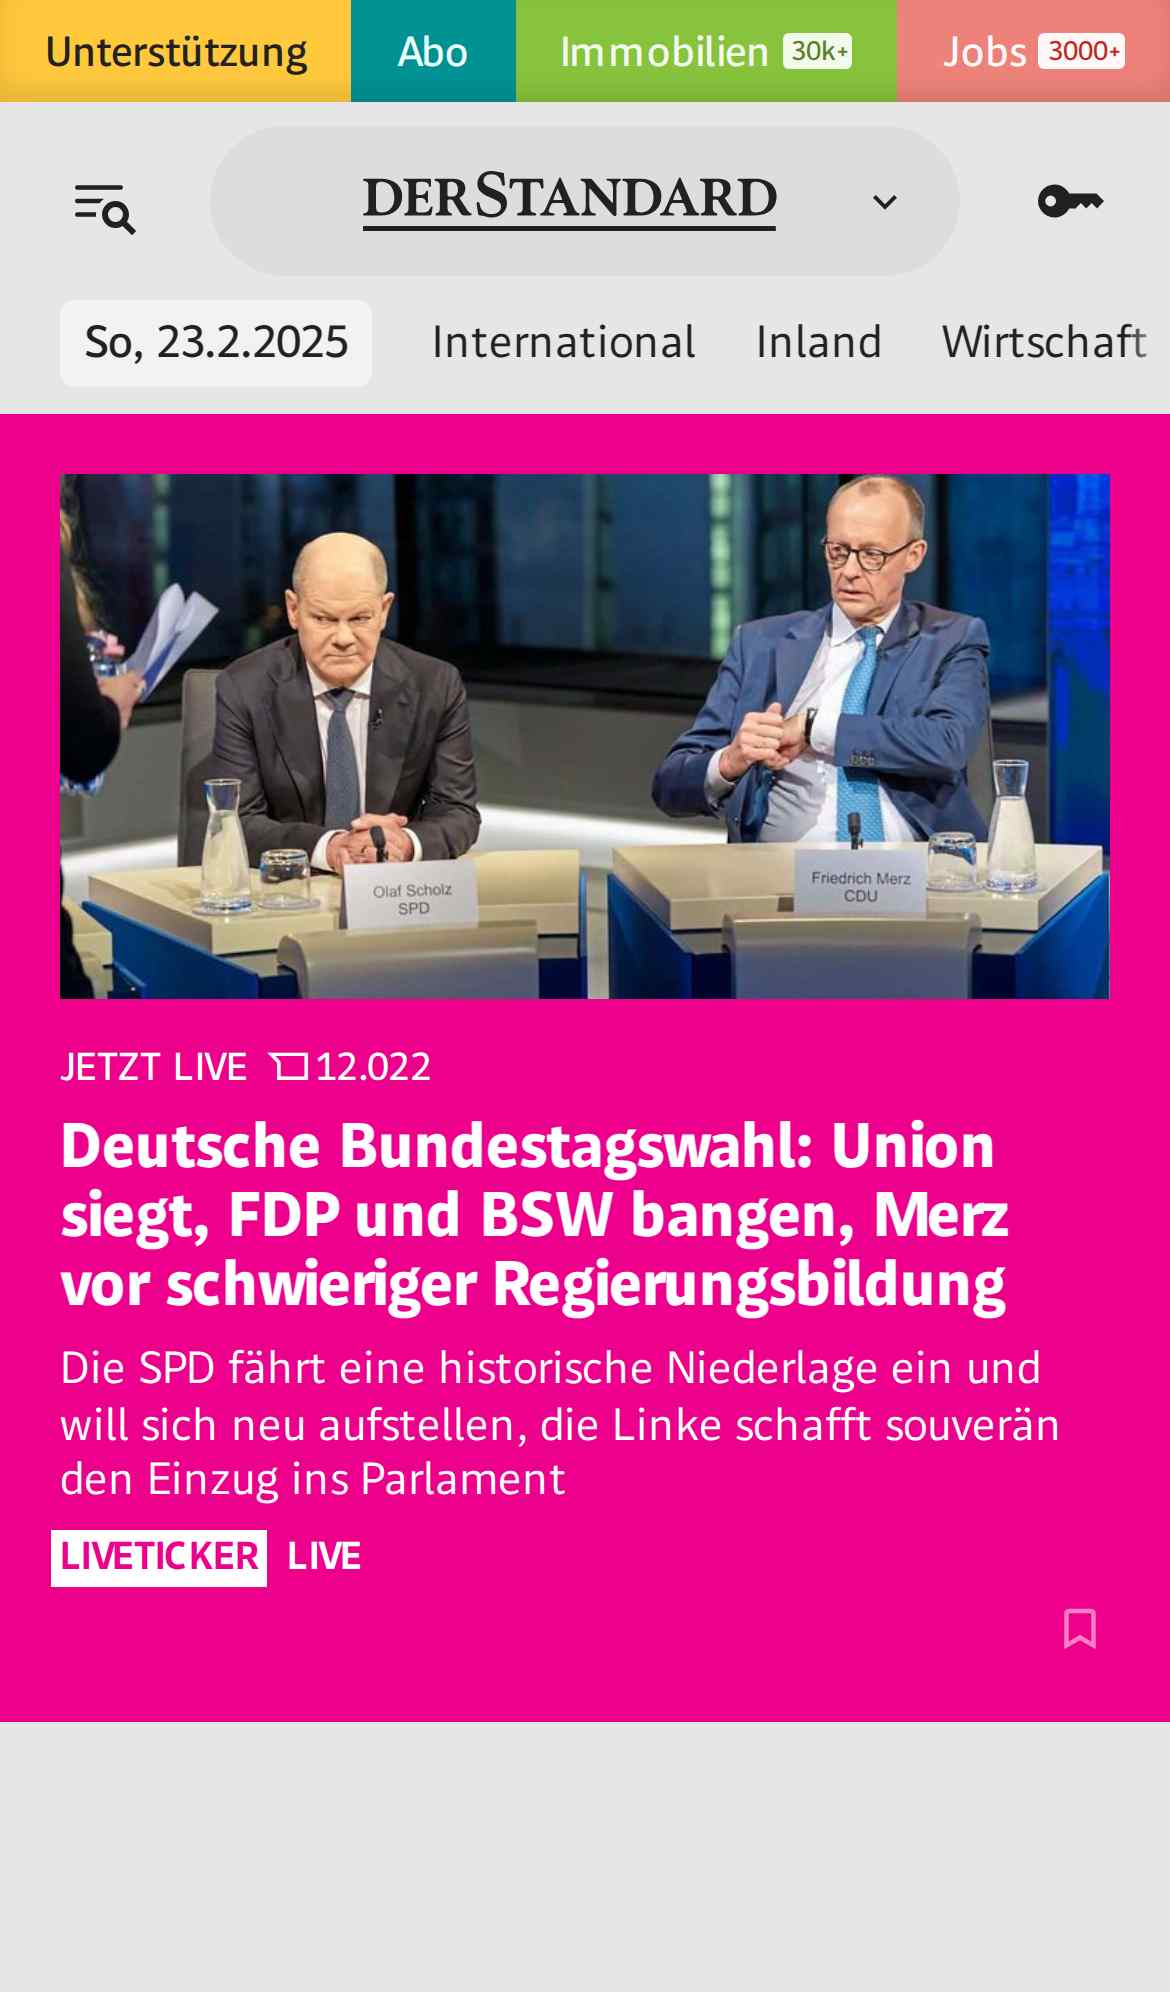 Unterstützung Abo Immobilien 30k+ Jobs 3000+
DERSTANDARD
So, 23.2.2025 International Inland Wirtschaft
Olaf Scholz
SPD
Friedrich Merz
CDU
JETZT LIVE 12.022
Deutsche Bundestagswahl: Union
siegt, FDP und BSW bangen, Merz
vor schwieriger Regierungsbildung
Die SPD fährt eine historische Niederlage ein und
will sich neu aufstellen, die Linke schafft souverän
den Einzug ins Parlament
LIVETICKER LIVE